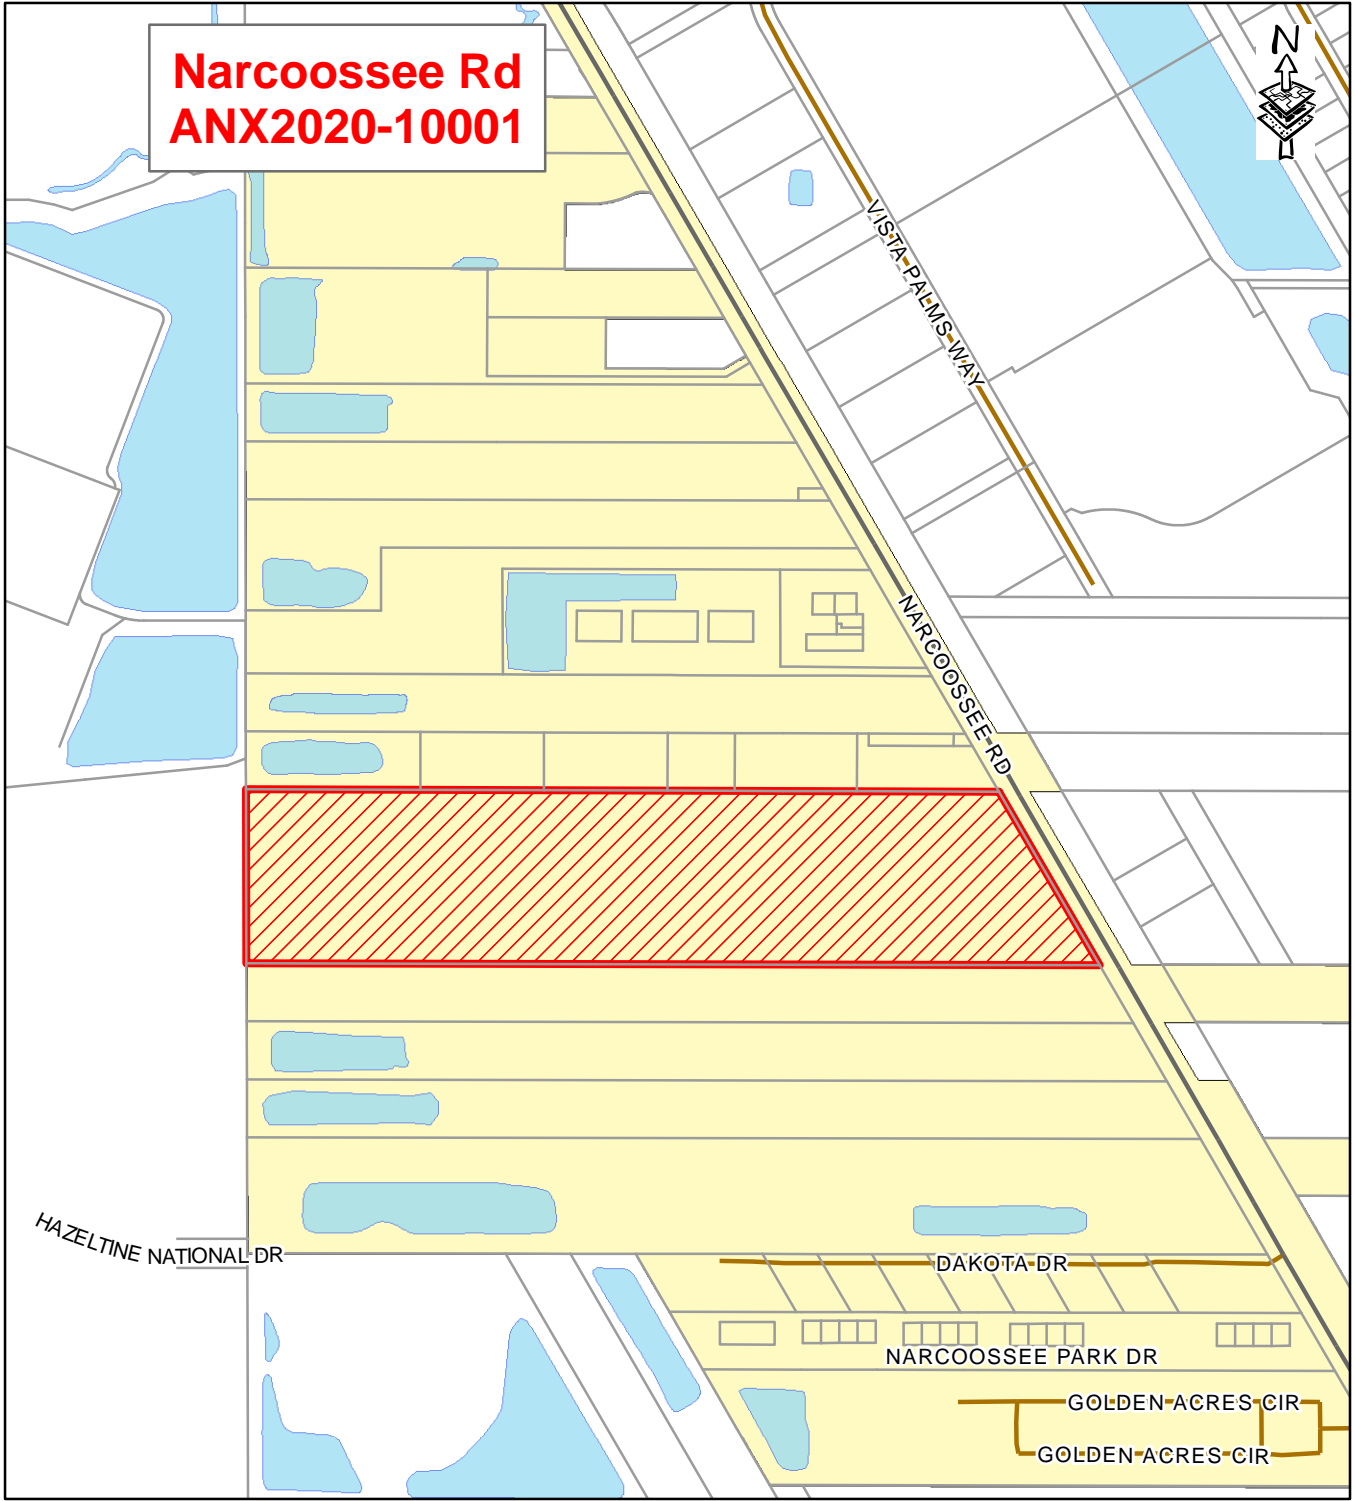 Narcoossee Rd
ANX2020-10001
N
VISTA PALMS WAY
NARCOOSSEE RD
HAZELTINE NATIONAL DR
DAKOTA DR
NARCOOSSEE PARK DR
GOLDEN ACRES CIR
GOLDEN ACRES CIR